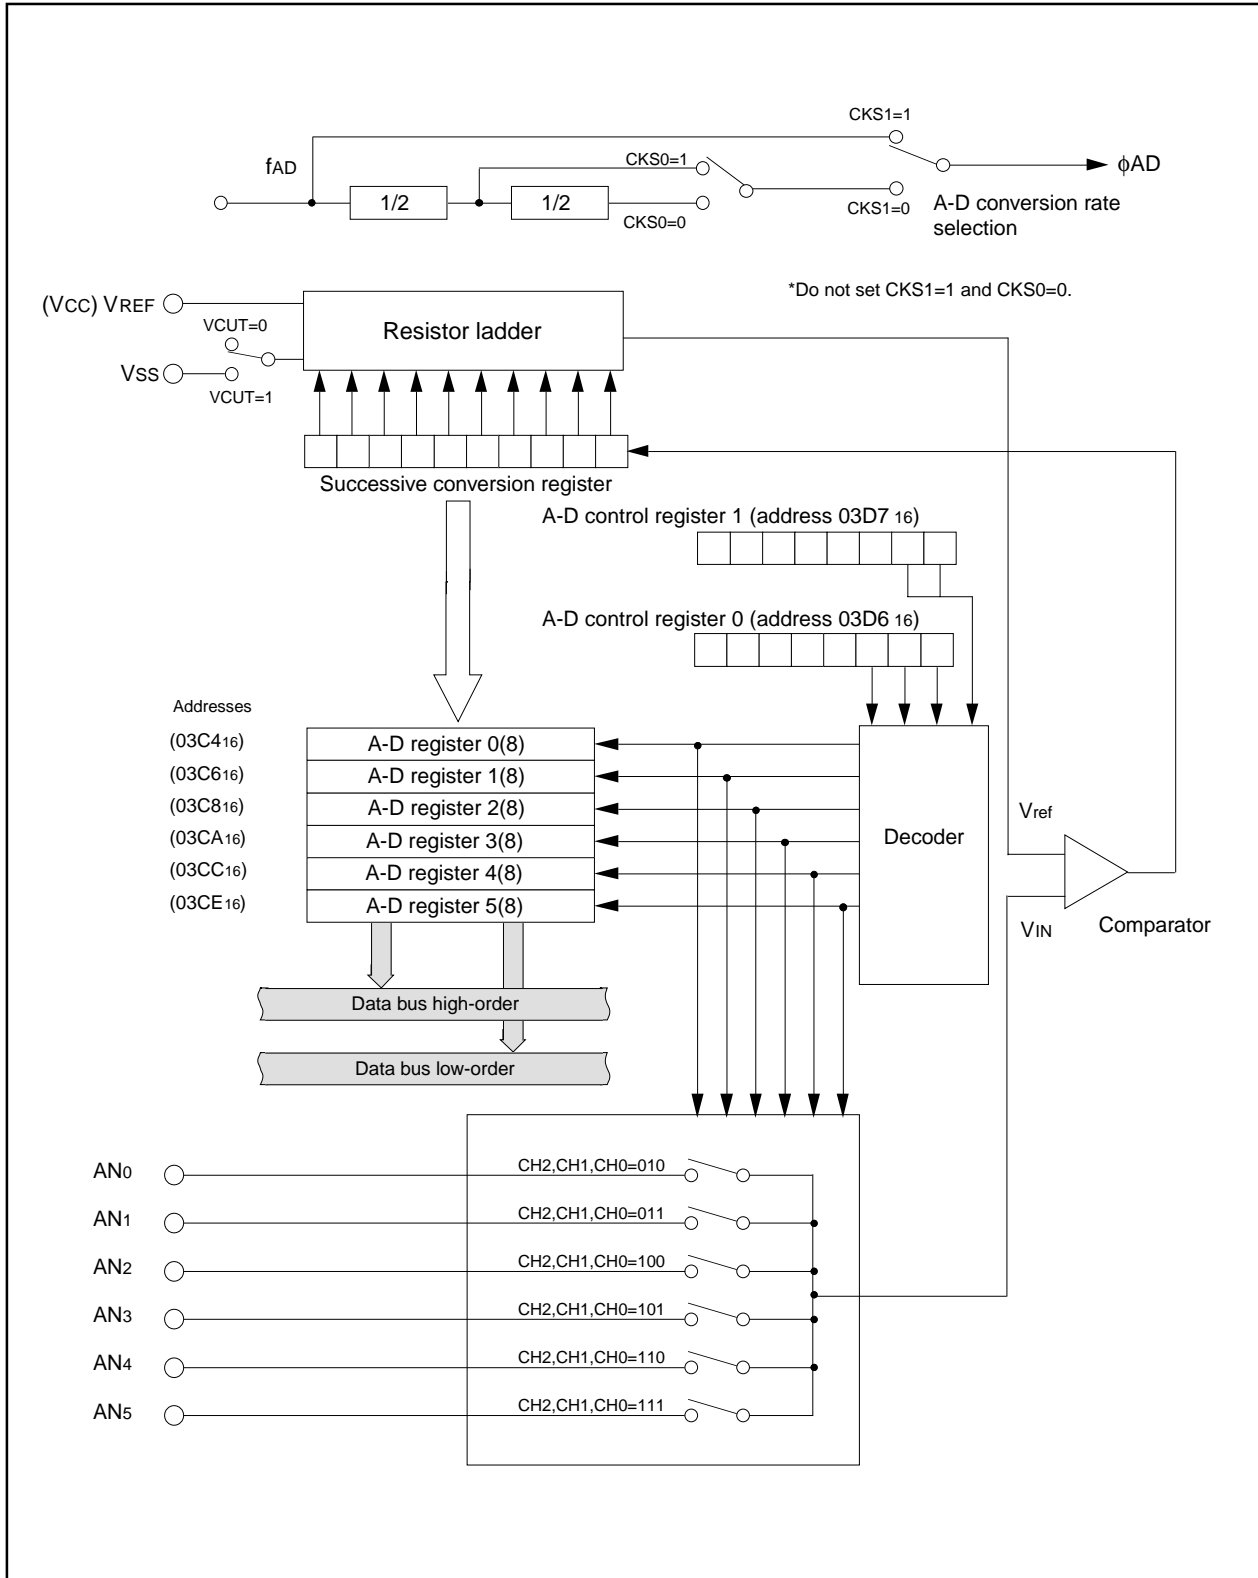 CKS1=1
fAD
CKS0=1
ϕAD
1/2
1/2
CKS0=0
CKS1=0
A-D conversion rate
selection
*Do not set CKS1=1 and CKS0=0.
(VCC) VREF
VCUT=0
Resistor ladder
VSS
VCUT=1
Successive conversion register
A-D control register 1 (address 03D7 16)
A-D control register 0 (address 03D6 16)
Addresses
(03C416)
A-D register 0(8)
(03C616)
A-D register 1(8)
(03C816)
A-D register 2(8)
(03CA16)
A-D register 3(8)
(03CC16)
A-D register 4(8)
(03CE16)
A-D register 5(8)
Decoder
Vref
VIN
Comparator
Data bus high-order
Data bus low-order
AN0
CH2,CH1,CH0=010
AN1
CH2,CH1,CH0=011
AN2
CH2,CH1,CH0=100
AN3
CH2,CH1,CH0=101
AN4
CH2,CH1,CH0=110
AN5
CH2,CH1,CH0=111